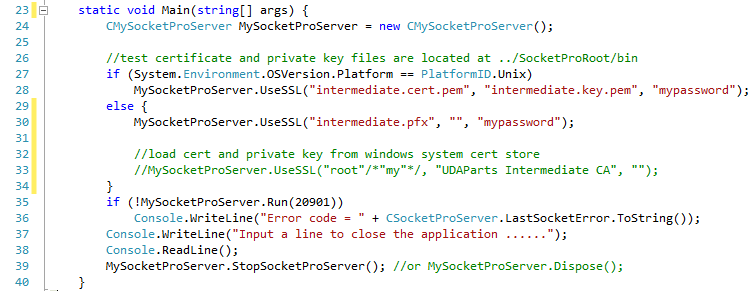 23 static void Main(string[] args) {
24 CMySocketProServer MySocketProServer = new CMySocketProServer();
25
26 //test certificate and private key files are located at ../SocketProRoot/bin
27 if (System.Environment.OSVersion.Platform == PlatformID.Unix)
28 MySocketProServer.UseSSL("intermediate.cert.pem", "intermediate.key.pem", "mypassword");
29 else {
30 MySocketProServer.UseSSL("intermediate.pfx", "", "mypassword");
31
32 //load cert and private key from windows system cert store
33 //MySocketProServer.UseSSL("root"/*"my"*/, "UDAParts Intermediate CA", "");
34 }
35 if (!MySocketProServer.Run(20901))
36 Console.WriteLine("Error code = " + CSocketProServer.LastSocketError.ToString());
37 Console.WriteLine("Input a line to close the application ......");
38 Console.ReadLine();
39 MySocketProServer.StopSocketProServer(); //or MySocketProServer.Dispose();
40 }